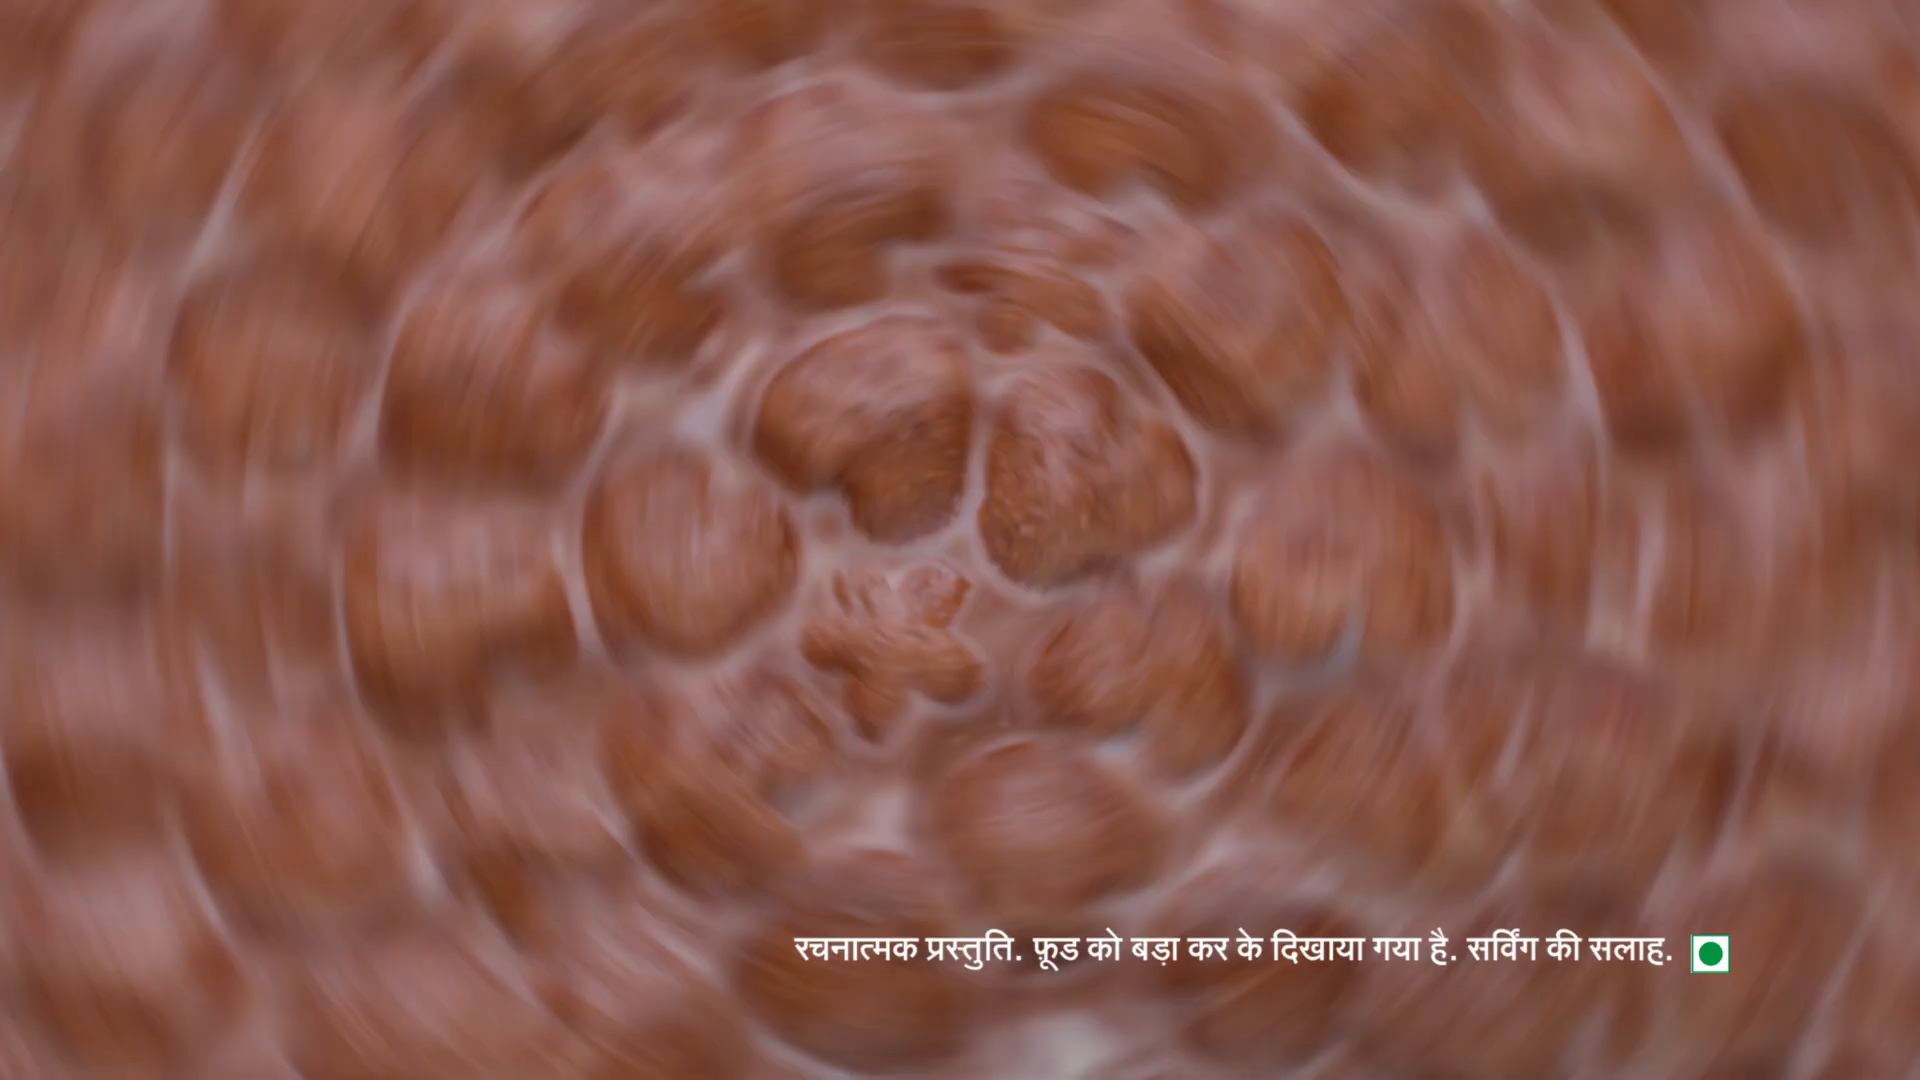 रचनात्मक प्रस्तुति. फ़ूड को बड़ा कर के दिखाया गया है. सर्विंग की सलाह.